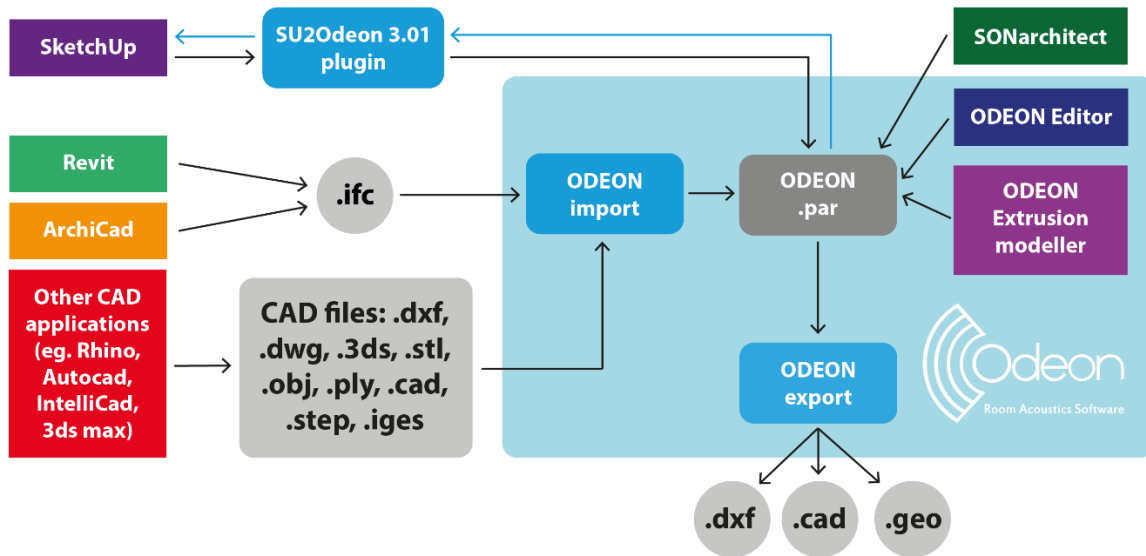 SketchUp
SU2Odeon 3.01
plugin
SONarchitect
ODEON Editor
Revit
ArchiCad
.ifc
ODEON
import
ODEON
.par
ODEON
Extrusion
modeller
Other CAD
applications
(eg. Rhino,
Autocad,
IntelliCad,
3ds max)
CAD files: .dxf,
.dwg, .3ds, .stl,
.obj, .ply, .cad,
.step, .iges
ODEON
export
Odeon
Room Acoustics Software
.dxf
.cad
.geo